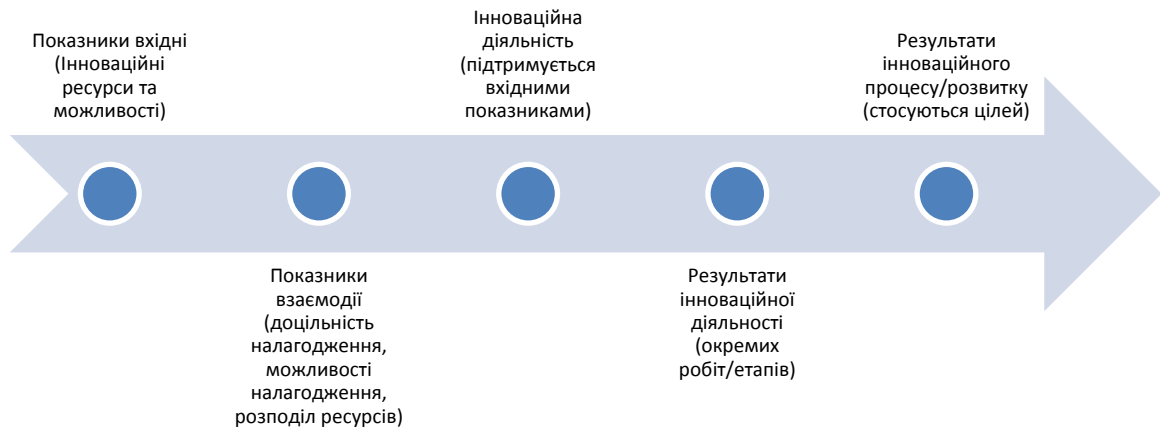 Показники вхідні
(Інноваційні
ресурси та
можливості)
Показники
взаємодії
(доцільність
налагодження,
можливості
налагодження,
розподіл ресурсів)
Інноваційна
діяльність
(підтримується
вхідними
показниками)
Результати
інноваційної
діяльності
(окремих
робіт/етапів)
Результати
інноваційного
процесу/розвитку
(стосуються цілей)